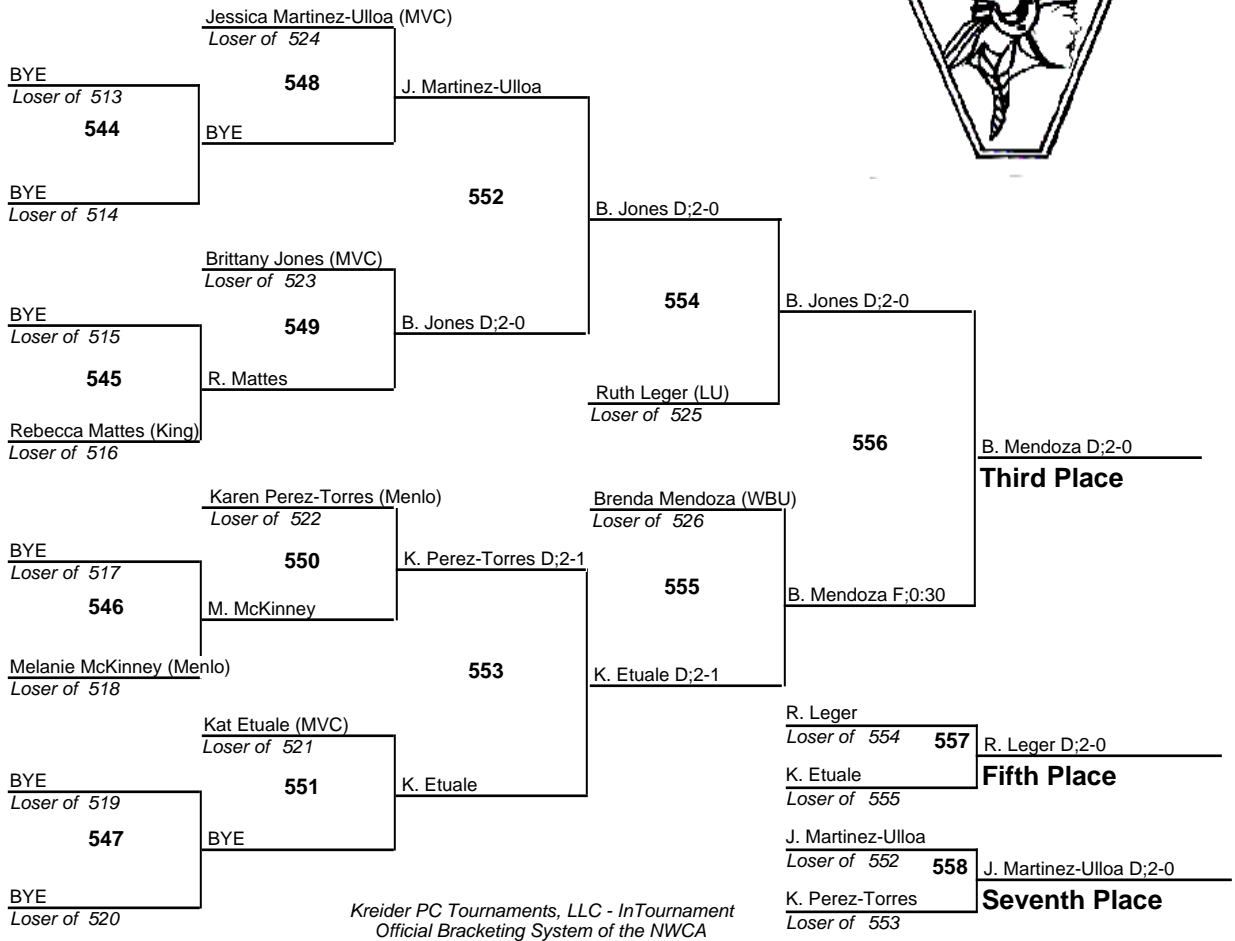 Jessica Martinez-Ulloa (MVC)
Loser of 524
BYE
Loser of 513
548
J. Martinez-Ulloa
544
BYE
BYE
Loser of 514
552
B. Jones D;2-0
Brittany Jones (MVC)
Loser of 523
554
B. Jones D;2-0
BYE
Loser of 515
549
B. Jones D;2-0
545
R. Mattes
Ruth Leger (LU)
Loser of 525
Rebecca Mattes (King)
Loser of 516
556
B. Mendoza D;2-0
Third Place
Karen Perez-Torres (Menlo)
Loser of 522
Brenda Mendoza (WBU)
Loser of 526
BYE
Loser of 517
550
K. Perez-Torres D;2-1
555
546
M. McKinney
B. Mendoza F;0:30
Melanie McKinney (Menlo)
Loser of 518
553
K. Etuale D;2-1
Kat Etuale (MVC)
Loser of 521
R. Leger
Loser of 554
557
R. Leger D;2-0
Fifth Place
K. Etuale
Loser of 555
BYE
Loser of 519
551
K. Etuale
547
BYE
J. Martinez-Ulloa
Loser of 552
558
J. Martinez-Ulloa D;2-0
Seventh Place
K. Perez-Torres
Loser of 553
BYE
Loser of 520
Kreider PC Tournaments, LLC - InTournament
Official Bracketing System of the NWCA